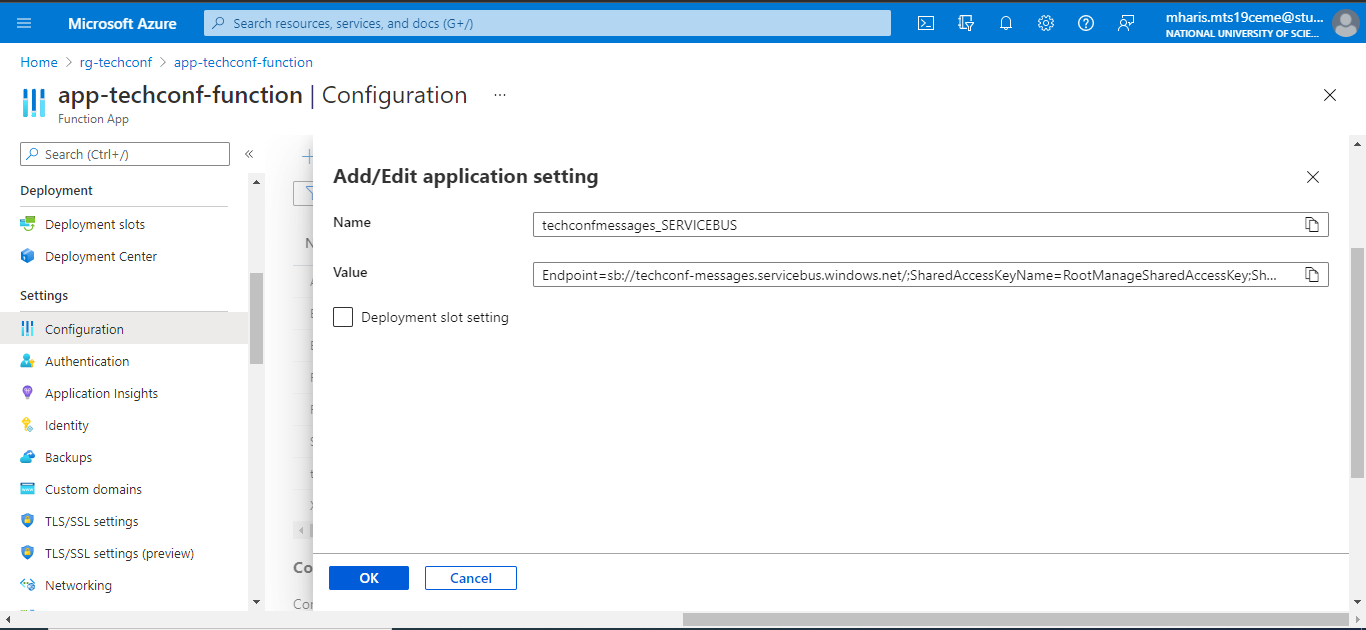 Microsoft Azure
Search resources, services, and docs (G+/)
mharis.mts19ceme@stu...
NATIONAL UNIVERSITY OF SCIE...
Home > rg-techconf > app-techconf-function
app-techconf-function | Configuration ...
Function App
Search (Ctrl+/) «
Deployment
Deployment slots
Deployment Center
Settings
Configuration
Authentication
Application Insights
Identity
Backups
Custom domains
TLS/SSL settings
TLS/SSL settings (preview)
Networking
Add/Edit application setting
Name
techconfmessages_SERVICEBUS
Value
Endpoint=sb://techconf-messages.servicebus.windows.net/;SharedAccessKeyName=RootManageSharedAccessKey;Sh...
Deployment slot setting
OK
Cancel